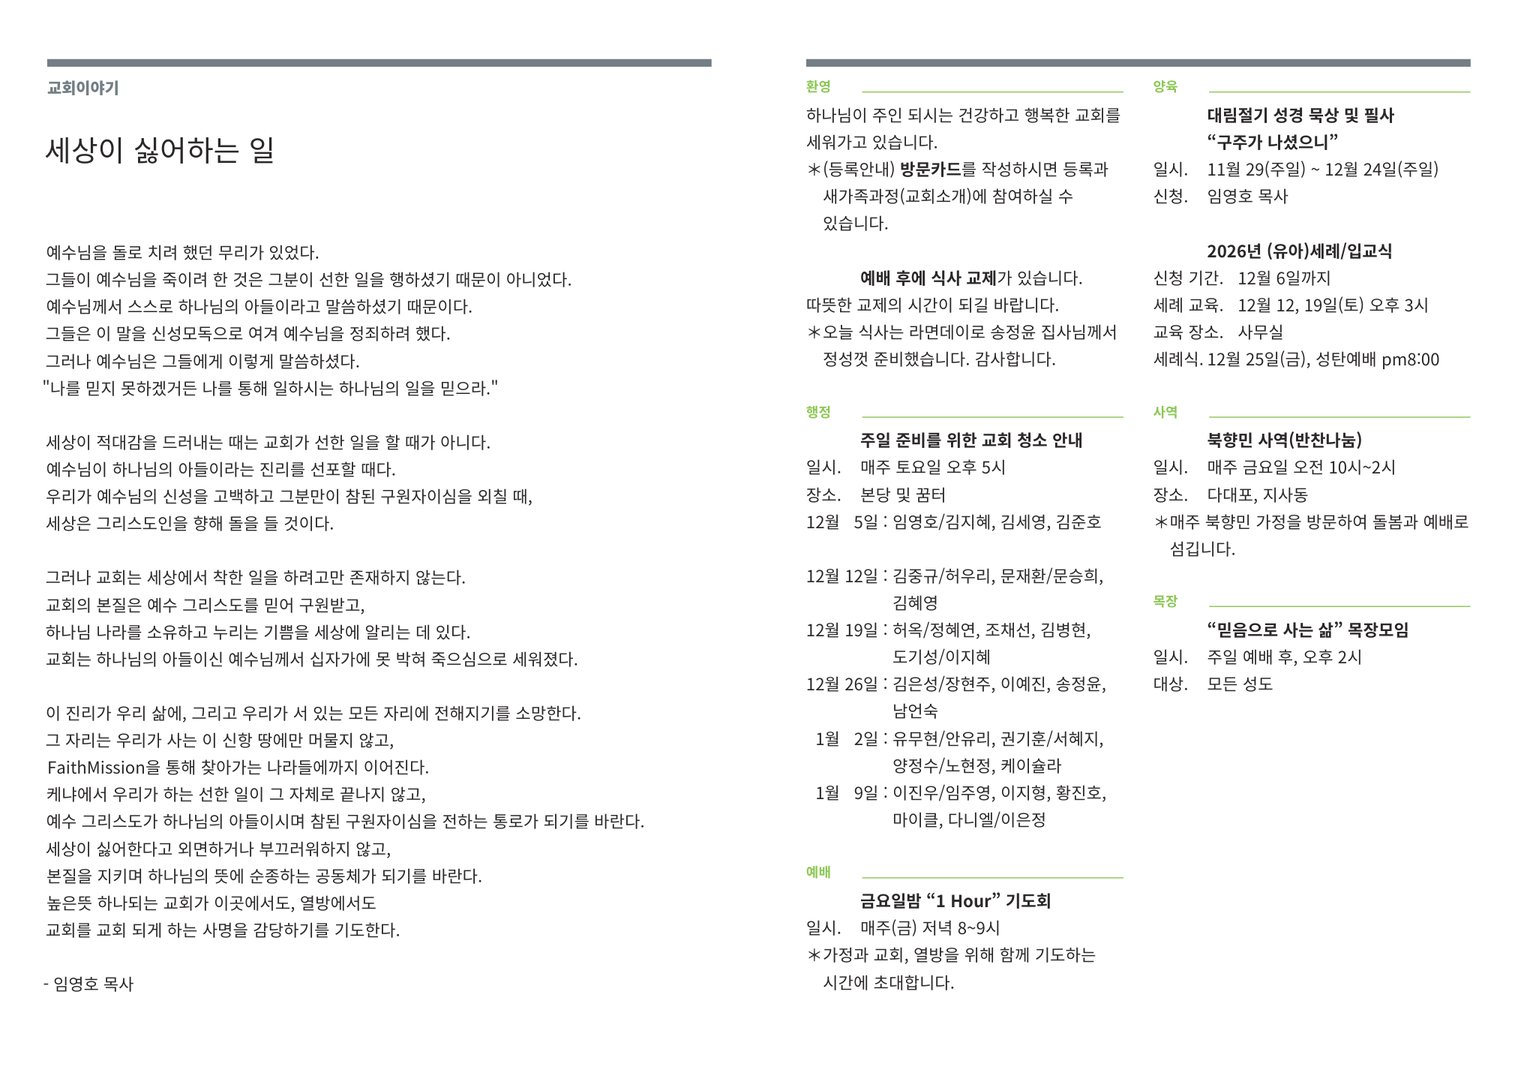 교회이야기
세상이 싫어하는 일
예수님을 돌로 치려 했던 무리가 있었다.
그들이 예수님을 죽이려 한 것은 그분이 선한 일을 행하셨기 때문이 아니었다.
예수님께서 스스로 하나님의 아들이라고 말씀하셨기 때문이다.
그들은 이 말을 신성모독으로 여겨 예수님을 정죄하려 했다.
그러나 예수님은 그들에게 이렇게 말씀하셨다.
"나를 믿지 못하겠거든 나를 통해 일하시는 하나님의 일을 믿으라."
세상이 적대감을 드러내는 때는 교회가 선한 일을 할 때가 아니다.
예수님이 하나님의 아들이라는 진리를 선포할 때다.
우리가 예수님의 신성을 고백하고 그분만이 참된 구원자이심을 외칠 때,
세상은 그리스도인을 향해 돌을 들 것이다.
그러나 교회는 세상에서 착한 일을 하려고만 존재하지 않는다.
교회의 본질은 예수 그리스도를 믿어 구원받고,
하나님 나라를 소유하고 누리는 기쁨을 세상에 알리는 데 있다.
교회는 하나님의 아들이신 예수님께서 십자가에 못 박혀 죽으심으로 세워졌다.
이 진리가 우리 삶에, 그리고 우리가 서 있는 모든 자리에 전해지기를 소망한다.
그 자리는 우리가 사는 이 신항 땅에만 머물지 않고,
FaithMission을 통해 찾아가는 나라들에까지 이어진다.
케냐에서 우리가 하는 선한 일이 그 자체로 끝나지 않고,
예수 그리스도가 하나님의 아들이시며 참된 구원자이심을 전하는 통로가 되기를 바란다.
세상이 싫어한다고 외면하거나 부끄러워하지 않고,
본질을 지키며 하나님의 뜻에 순종하는 공동체가 되기를 바란다.
높은뜻 하나되는 교회가 이곳에서도, 열방에서도
교회를 교회 되게 하는 사명을 감당하기를 기도한다.
- 임영호 목사
환영
하나님이 주인 되시는 건강하고 행복한 교회를
세워가고 있습니다.
＊(등록안내) 방문카드를 작성하시면 등록과
새가족과정(교회소개)에 참여하실 수
있습니다.
예배 후에 식사 교제가 있습니다.
따뜻한 교제의 시간이 되길 바랍니다.
＊오늘 식사는 라면데이로 송정윤 집사님께서
정성껏 준비했습니다. 감사합니다.
행정
주일 준비를 위한 교회 청소 안내
일시. 매주 토요일 오후 5시
장소. 본당 및 꿈터
12월 5일 : 임영호/김지혜, 김세영, 김준호
12월 12일 : 김중규/허우리, 문재환/문승희,
김혜영
12월 19일 : 허옥/정혜연, 조채선, 김병현,
도기성/이지혜
12월 26일 : 김은성/장현주, 이예진, 송정윤,
남언숙
1월 2일 : 유무현/안유리, 권기훈/서혜지,
양정수/노현정, 케이슐라
1월 9일 : 이진우/임주영, 이지형, 황진호,
마이클, 다니엘/이은정
예배
금요일밤 “1 Hour” 기도회
일시. 매주(금) 저녁 8~9시
＊가정과 교회, 열방을 위해 함께 기도하는
시간에 초대합니다.
양육
대림절기 성경 묵상 및 필사
“구주가 나셨으니”
일시. 11월 29(주일) ~ 12월 24일(주일)
신청. 임영호 목사
2026년 (유아)세례/입교식
신청 기간. 12월 6일까지
세례 교육. 12월 12, 19일(토) 오후 3시
교육 장소. 사무실
세례식. 12월 25일(금), 성탄예배 pm8:00
사역
북향민 사역(반찬나눔)
일시. 매주 금요일 오전 10시~2시
장소. 다대포, 지사동
＊매주 북향민 가정을 방문하여 돌봄과 예배로
섬깁니다.
목장
“믿음으로 사는 삶” 목장모임
일시. 주일 예배 후, 오후 2시
대상. 모든 성도